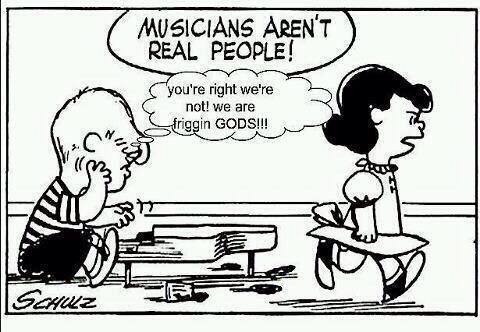 MUSICIANS AREN'T
REAL PEOPLE!
you're right we're
not! we are
friggin GODS!!!
SCHULZ